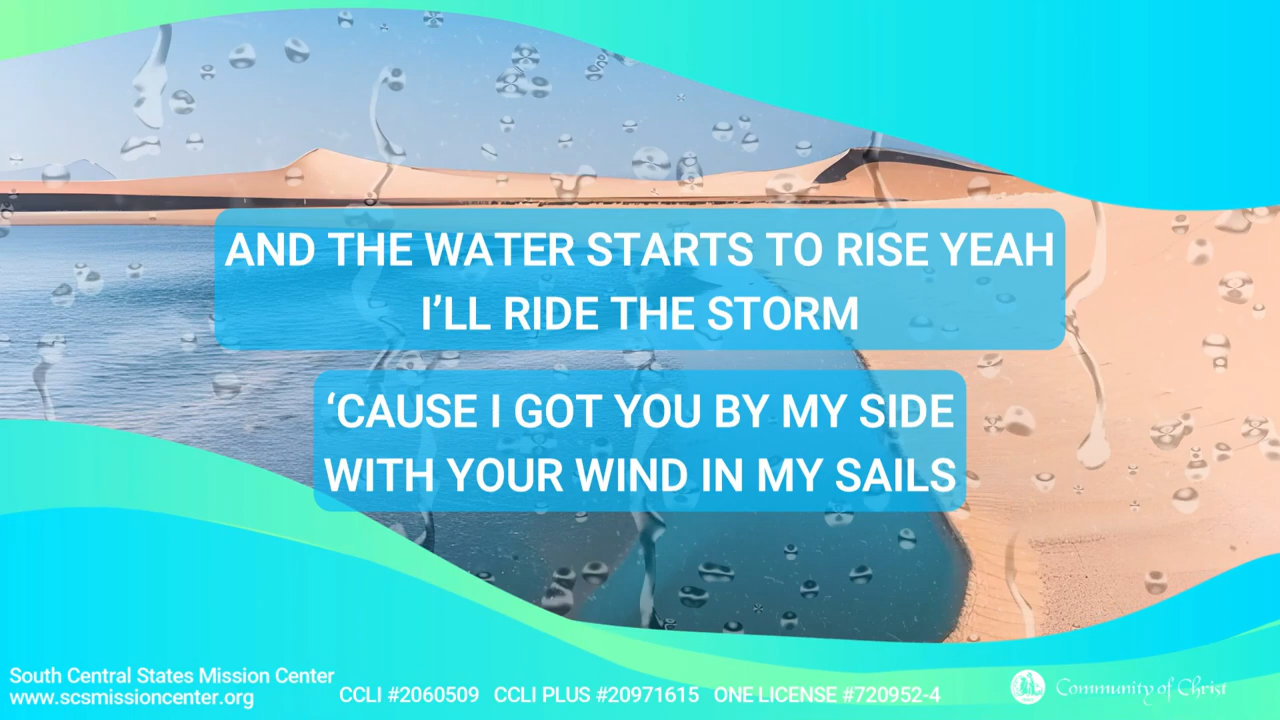 AND THE WATER STARTS TO RISE YEAH
I’LL RIDE THE STORM
‘CAUSE I GOT YOU BY MY SIDE
WITH YOUR WIND IN MY SAILS
South Central States Mission Center
www.scsmissioncenter.org
CCLI #2060509 CCLI PLUS #20971615 ONE LICENSE #720952-4
Community of Christ